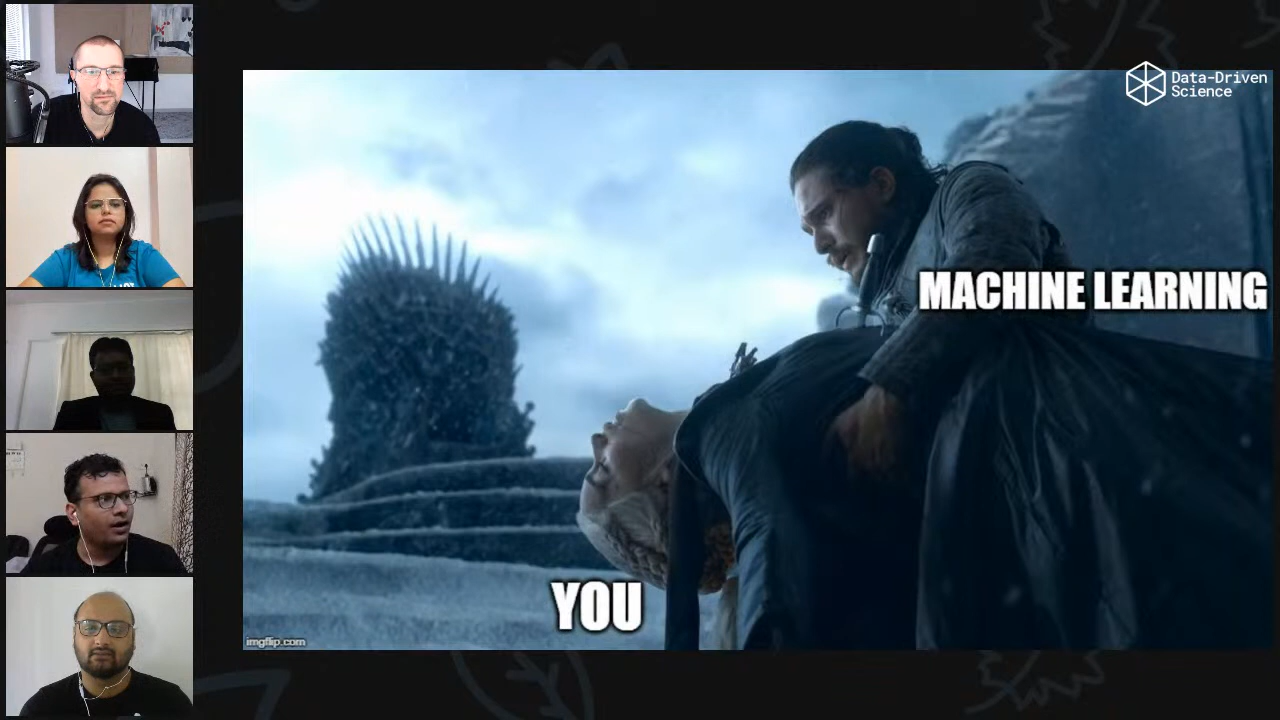 Data-Driven
Science
MACHINE LEARNING
YOU
imgflip.com